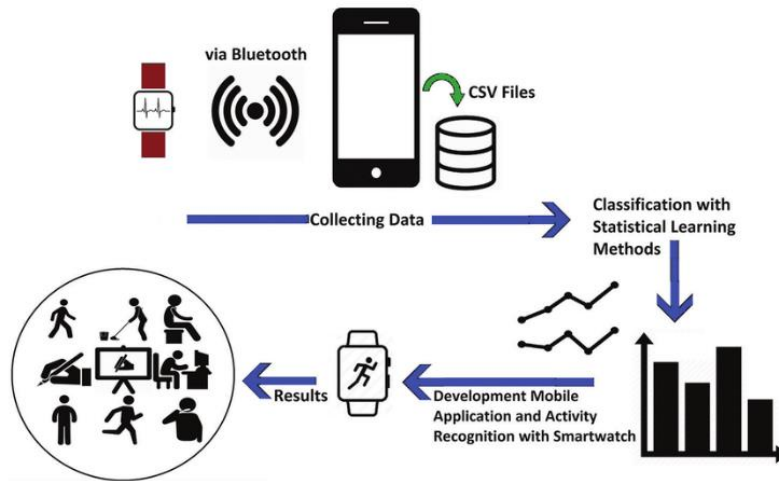 via Bluetooth
CSV Files
Collecting Data
Classification with
Statistical Learning
Methods
Development Mobile
Application and Activity
Recognition with Smartwatch
Results